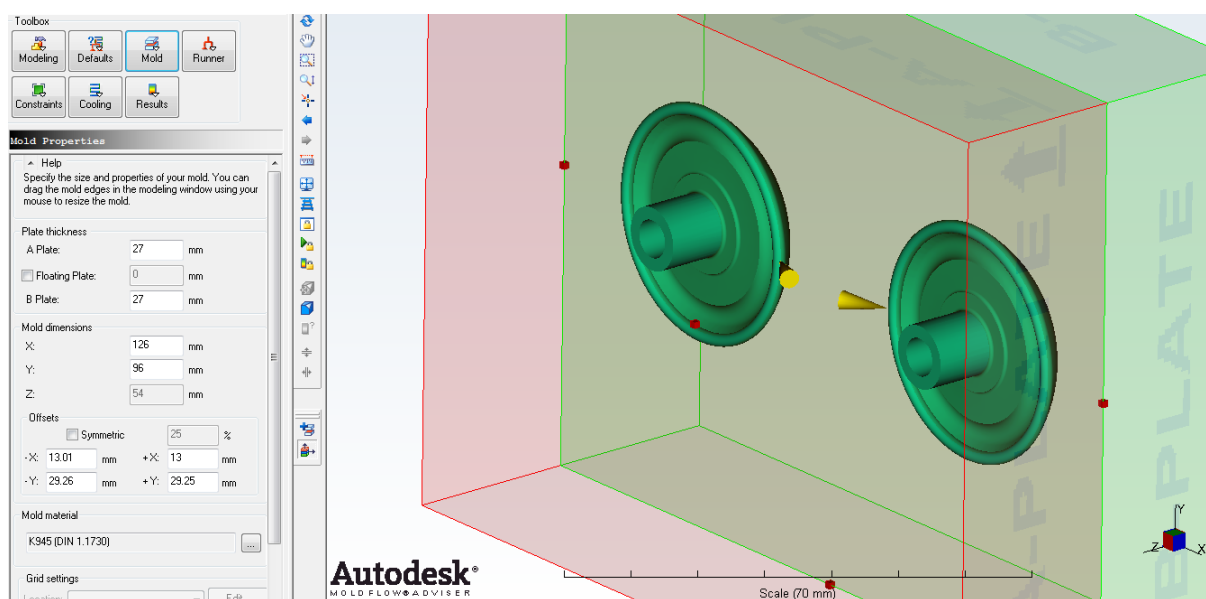 Toolbox
Modeling Defaults Mold Runner
Constraints Cooling Results
Mold Properties
Help
Specify the size and properties of your mold. You can
drag the mold edges in the modeling window using your
mouse to resize the mold.
Plate thickness
A Plate: 27 mm
Floating Plate: 0 mm
B Plate: 27 mm
Mold dimensions
X: 126 mm
Y: 96 mm
Z: 54 mm
Offsets
Symmetric 25 %
-X: 13.01 mm +X: 13 mm
-Y: 29.26 mm +Y: 29.25 mm
Mold material
K945 (DIN 1.1730) ...
Grid settings
A-PLATE
B-PLATE
Autodesk®
MOLDFLOW® ADVISER
Scale (70 mm)
Y
Z X